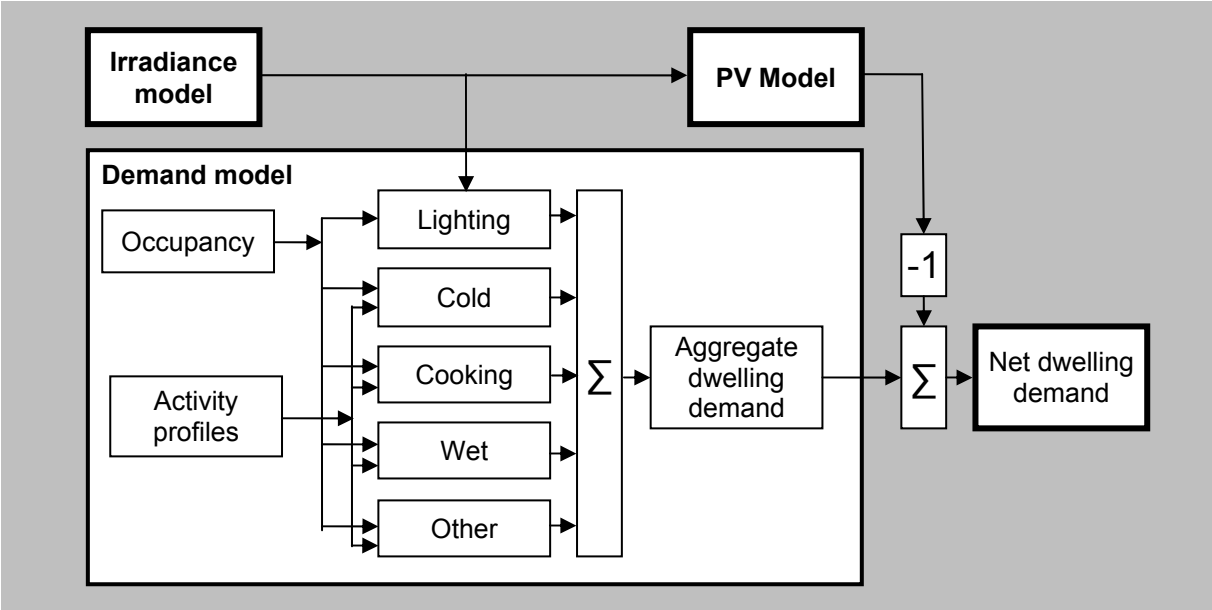 Irradiance
model
PV Model
Demand model
Occupancy
Activity
profiles
Lighting
Cold
Cooking
Wet
Other
∑
Aggregate
dwelling
demand
-1
∑
Net dwelling
demand